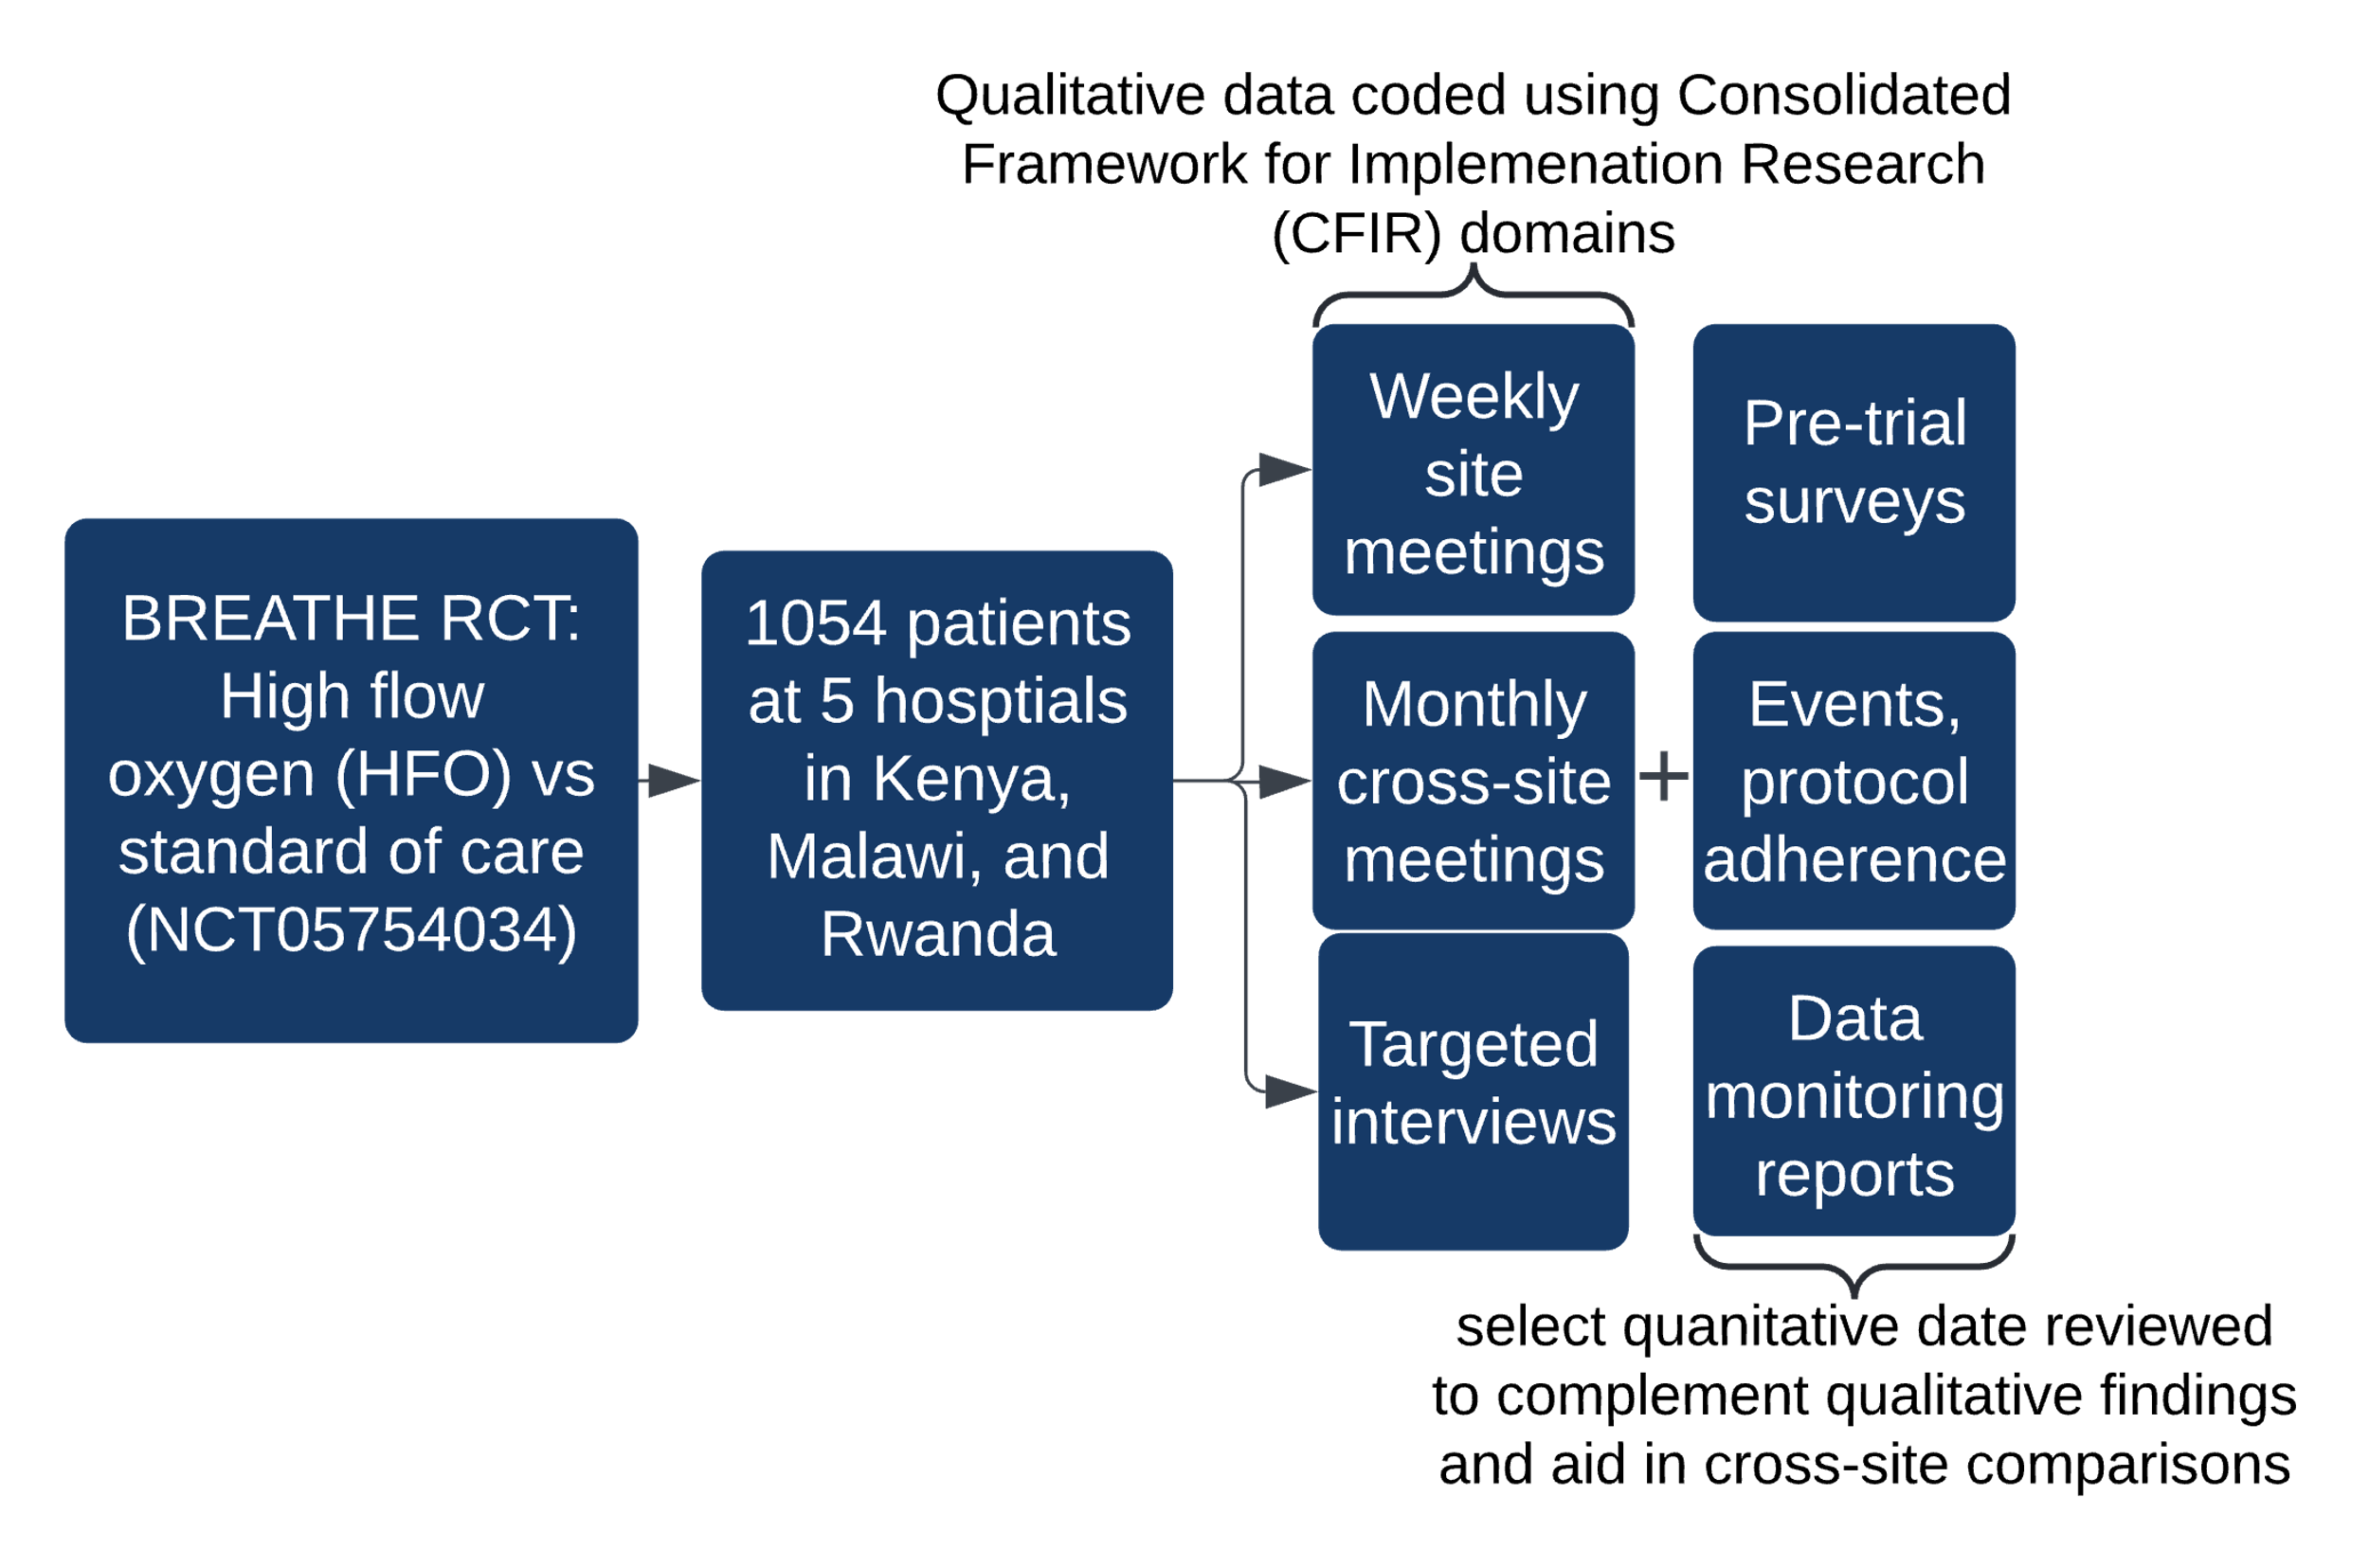 Qualitative data coded using Consolidated
Framework for Implemenation Research
(CFIR) domains
BREATHE RCT:
High flow
oxygen (HFO) vs
standard of care
(NCT05754034)
1054 patients
at 5 hosptials
in Kenya,
Malawi, and
Rwanda
Weekly
site
meetings
Monthly
cross-site
meetings
Targeted
interviews
+
Pre-trial
surveys
Events,
protocol
adherence
Data
monitoring
reports
select quanitative date reviewed
to complement qualitative findings
and aid in cross-site comparisons